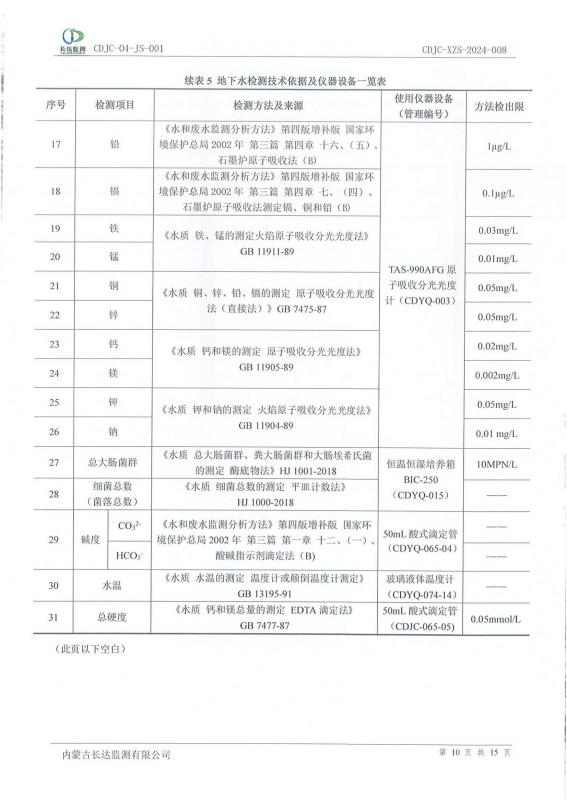 长达监测 CDJC-04-JS-001 CDJC-XZS-2024-008
续表 5 地下水检测技术依据及仪器设备一览表
序号 检测项目 检测方法及来源 使用仪器设备 方法检出限
（管理编号）
17 铅 《水和废水监测分析方法》第四版增补版 国家环
境保护总局 2002 年 第三篇 第四章 十六、（五）、
石墨炉原子吸收法（B）
1μg/L
18 镉 《水和废水监测分析方法》第四版增补版 国家环
境保护总局 2002 年 第三篇 第四章 七、（四）、
石墨炉原子吸收法测定镉、铜和铅（B）
0.1μg/L
19 铁 《水质 铁、锰的测定火焰原子吸收分光光度法》
GB 11911-89
0.03mg/L
20 锰 0.01mg/L
TAS-990AFG 原
子吸收分光光度
计（CDYQ-003）
21 铜 《水质 铜、锌、铅、镉的测定 原子吸收分光光度
法（直接法）》GB 7475-87
0.05mg/L
22 锌 0.05mg/L
23 钙 《水质 钙和镁的测定 原子吸收分光光度法》
GB 11905-89
0.02mg/L
24 镁 0.002mg/L
25 钾 《水质 钾和钠的测定 火焰原子吸收分光光度法》
GB 11904-89
0.05mg/L
26 钠 0.01 mg/L
27 总大肠菌群 《水质 总大肠菌群、粪大肠菌群和大肠埃希氏菌
的测定 酶底物法》HJ 1001-2018
10MPN/L
恒温恒湿培养箱
BIC-250
（CDYQ-015）
28 细菌总数
（菌落总数）
《水质 细菌总数的测定 平皿计数法》
HJ 1000-2018
——
29 碱度 CO₃²⁻ ——
HCO₃⁻ ——
《水和废水监测分析方法》第四版增补版 国家环
境保护总局 2002 年 第三篇 第一章 十二、（一）、
酸碱指示剂滴定法（B）
50mL 酸式滴定管
（CDYQ-065-04）
30 水温 《水质 水温的测定 温度计或颠倒温度计测定》
GB 13195-91
玻璃液体温度计
（CDYQ-074-14）
——
31 总硬度 《水质 钙和镁总量的测定 EDTA 滴定法》
GB 7477-87
50mL 酸式滴定管
（CDJC-065-05）
0.05mmol/L
（此页以下空白）
内蒙古长达监测有限公司 第 10 页 共 15 页